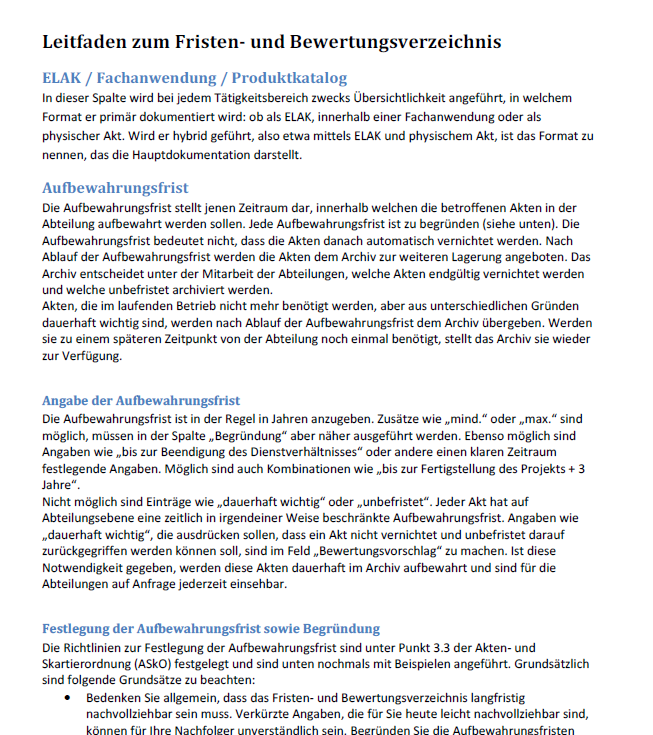 Leitfaden zum Fristen- und Bewertungsverzeichnis
ELAK / Fachanwendung / Produktkatalog
In dieser Spalte wird bei jedem Tätigkeitsbereich zwecks Übersichtlichkeit angeführt, in welchem
Format er primär dokumentiert wird: ob als ELAK, innerhalb einer Fachanwendung oder als
physischer Akt. Wird er hybrid geführt, also etwa mittels ELAK und physischem Akt, ist das Format zu
nennen, das die Hauptdokumentation darstellt.
Aufbewahrungsfrist
Die Aufbewahrungsfrist stellt jenen Zeitraum dar, innerhalb welchen die betroffenen Akten in der
Abteilung aufbewahrt werden sollen. Jede Aufbewahrungsfrist ist zu begründen (siehe unten). Die
Aufbewahrungsfrist bedeutet nicht, dass die Akten danach automatisch vernichtet werden. Nach
Ablauf der Aufbewahrungsfrist werden die Akten dem Archiv zur weiteren Lagerung angeboten. Das
Archiv entscheidet unter der Mitarbeit der Abteilungen, welche Akten endgültig vernichtet werden
und welche unbefristet archiviert werden.
Akten, die im laufenden Betrieb nicht mehr benötigt werden, aber aus unterschiedlichen Gründen
dauerhaft wichtig sind, werden nach Ablauf der Aufbewahrungsfrist dem Archiv übergeben. Werden
sie zu einem späteren Zeitpunkt von der Abteilung noch einmal benötigt, stellt das Archiv sie wieder
zur Verfügung.
Angabe der Aufbewahrungsfrist
Die Aufbewahrungsfrist ist in der Regel in Jahren anzugeben. Zusätze wie „mind.“ oder „max.“ sind
möglich, müssen in der Spalte „Begründung“ aber näher ausgeführt werden. Ebenso möglich sind
Angaben wie „bis zur Beendigung des Dienstverhältnisses“ oder andere einen klaren Zeitraum
festlegende Angaben. Möglich sind auch Kombinationen wie „bis zur Fertigstellung des Projekts + 3
Jahre“.
Nicht möglich sind Einträge wie „dauerhaft wichtig“ oder „unbefristet“. Jeder Akt hat auf
Abteilungsebene eine zeitlich in irgendeiner Weise beschränkte Aufbewahrungsfrist. Angaben wie
„dauerhaft wichtig“, die ausdrücken sollen, dass ein Akt nicht vernichtet und unbefristet darauf
zurückgegriffen werden können soll, sind im Feld „Bewertungsvorschlag“ zu machen. Ist diese
Notwendigkeit gegeben, werden diese Akten dauerhaft im Archiv aufbewahrt und sind für die
Abteilungen auf Anfrage jederzeit einsehbar.
Festlegung der Aufbewahrungsfrist sowie Begründung
Die Richtlinien zur Festlegung der Aufbewahrungsfrist sind unter Punkt 3.3 der Akten- und
Skartierordnung (ASkO) festgelegt und sind unten nochmals mit Beispielen angeführt. Grundsätzlich
sind folgende Grundsätze zu beachten:
• Bedenken Sie allgemein, dass das Fristen- und Bewertungsverzeichnis langfristig
nachvollziehbar sein muss. Verkürzte Angaben, die für Sie heute leicht nachvollziehbar sind,
können für Ihre Nachfolger unverständlich sein. Begründen Sie die Aufbewahrungsfristen